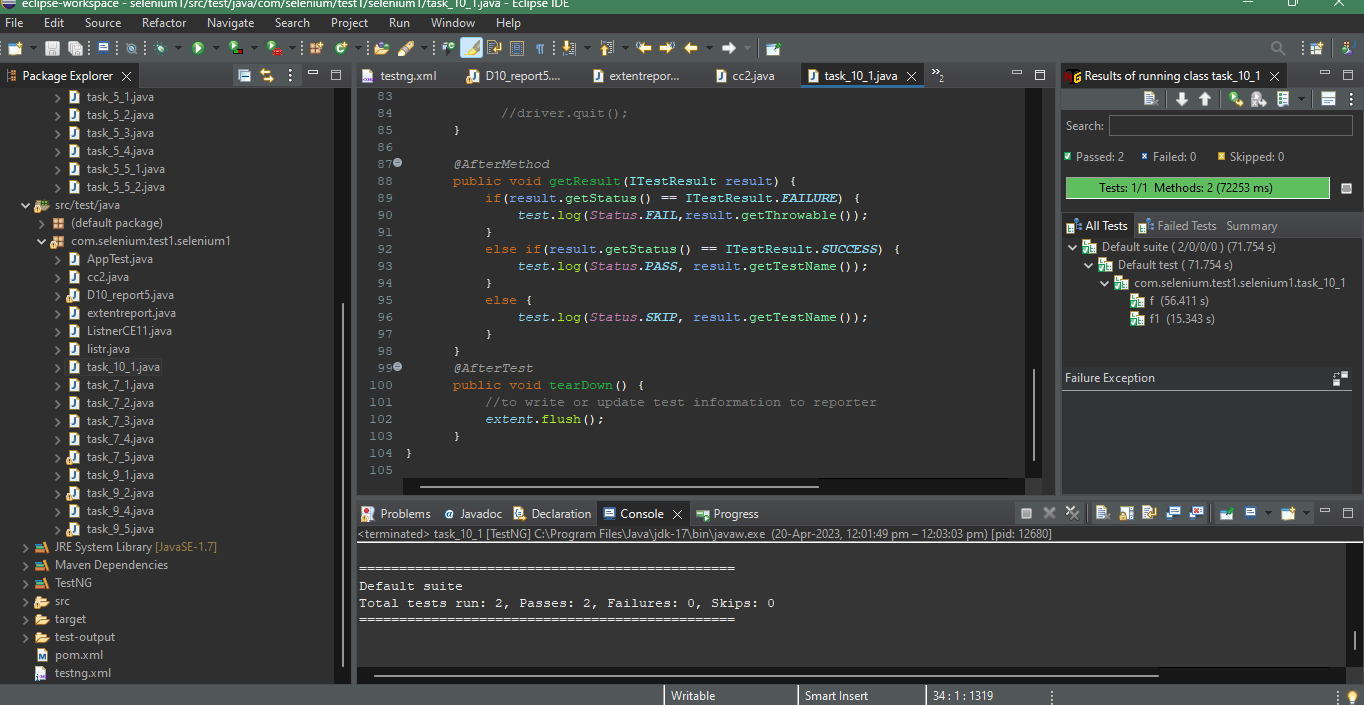 eclipse-workspace - selenium1/src/test/java/com/selenium/test1/selenium1/task_10_1.java - Eclipse IDE
File Edit Source Refactor Navigate Search Project Run Window Help
Package Explorer
task_5_1.java
task_5_2.java
task_5_3.java
task_5_4.java
task_5_5_1.java
task_5_5_2.java
src/test/java
(default package)
com.selenium.test1.selenium1
AppTest.java
cc2.java
D10_report5.java
extentreport.java
ListnerCE11.java
listr.java
task_10_1.java
task_7_1.java
task_7_2.java
task_7_3.java
task_7_4.java
task_7_5.java
task_9_1.java
task_9_2.java
task_9_4.java
task_9_5.java
JRE System Library [JavaSE-1.7]
Maven Dependencies
TestNG
src
target
test-output
pom.xml
testng.xml
testng.xml D10_report5.... extentrepor... cc2.java task_10_1.java »2
83
84 //driver.quit();
85 }
86
87 @AfterMethod
88 public void getResult(ITestResult result) {
89 if(result.getStatus() == ITestResult.FAILURE) {
90 test.log(Status.FAIL,result.getThrowable());
91 }
92 else if(result.getStatus() == ITestResult.SUCCESS) {
93 test.log(Status.PASS, result.getTestName());
94 }
95 else {
96 test.log(Status.SKIP, result.getTestName());
97 }
98 }
99 @AfterTest
100 public void tearDown() {
101 //to write or update test information to reporter
102 extent.flush();
103 }
104 }
105
Results of running class task_10_1
Search:
Passed: 2 Failed: 0 Skipped: 0
Tests: 1/1 Methods: 2 (72253 ms)
All Tests Failed Tests Summary
Default suite ( 2/0/0/0 ) (71.754 s)
Default test ( 71.754 s)
com.selenium.test1.selenium1.task_10_1
f (56.411 s)
f1 (15.343 s)
Failure Exception
Problems Javadoc Declaration Console Progress
<terminated> task_10_1 [TestNG] C:\Program Files\Java\jdk-17\bin\javaw.exe (20-Apr-2023, 12:01:49 pm – 12:03:03 pm) [pid: 12680]
===============================================
Default suite
Total tests run: 2, Passes: 2, Failures: 0, Skips: 0
===============================================
Writable Smart Insert 34 : 1 : 1319